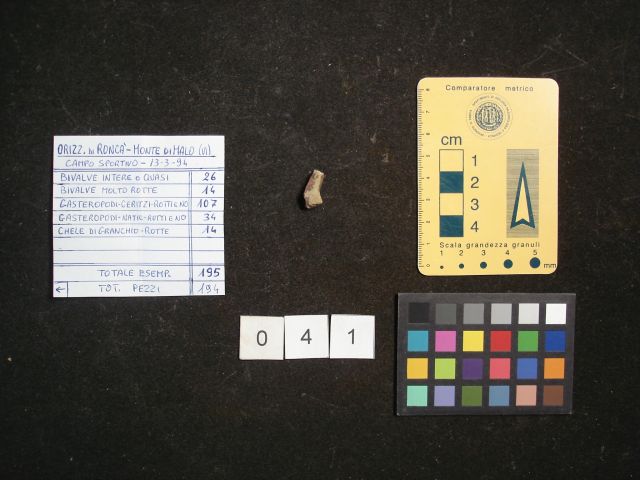 ORIZZ. DI RONCA' - MONTE DI MALO (VI)
CAMPO SPORTIVO - 13-3-94
BIVALVE INTERE O QUASI 26
BIVALVE MOLTO ROTTE 14
GASTEROPODI-CERITZI-ROTTI E NO 107
GASTEROPODI-NATIC-ROTTI E NO 34
CHELE DI GRANCHIO-ROTTE 14
TOTALE ESEMP. 195
← TOT. PEZZI 194
0 4 1
Comparatore metrico
cm
1
2
3
4
Scala grandezza granuli
1 2 3 4 5
mm